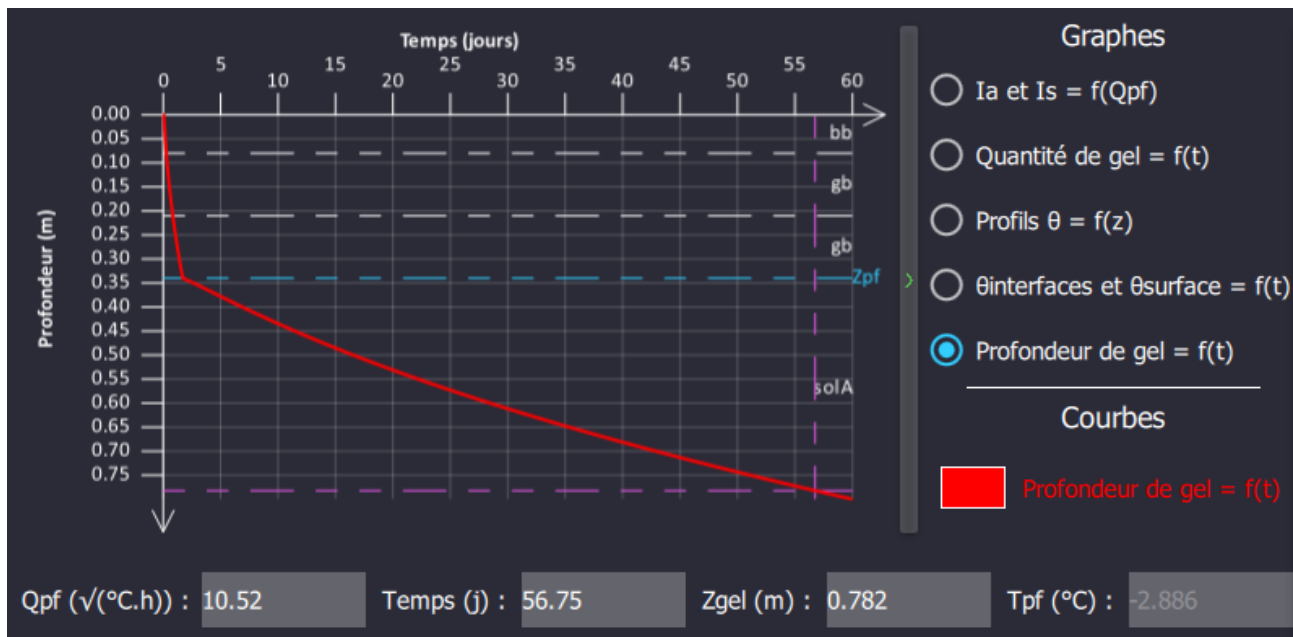 Temps (jours)
5 15 25 35 45 55
0 10 20 30 40 50 60
Profondeur (m)
0.00
0.05
0.10
0.15
0.20
0.25
0.30
0.35
0.40
0.45
0.50
0.55
0.60
0.65
0.70
0.75
bb
gb
gb
Zpf
solA
Graphes
Ia et Is = f(Qpf)
Quantité de gel = f(t)
Profils θ = f(z)
θinterfaces et θsurface = f(t)
Profondeur de gel = f(t)
Courbes
Profondeur de gel = f(t)
Qpf (√(°C.h)) : 10.52 Temps (j) : 56.75 Zgel (m) : 0.782 Tpf (°C) : -2.886